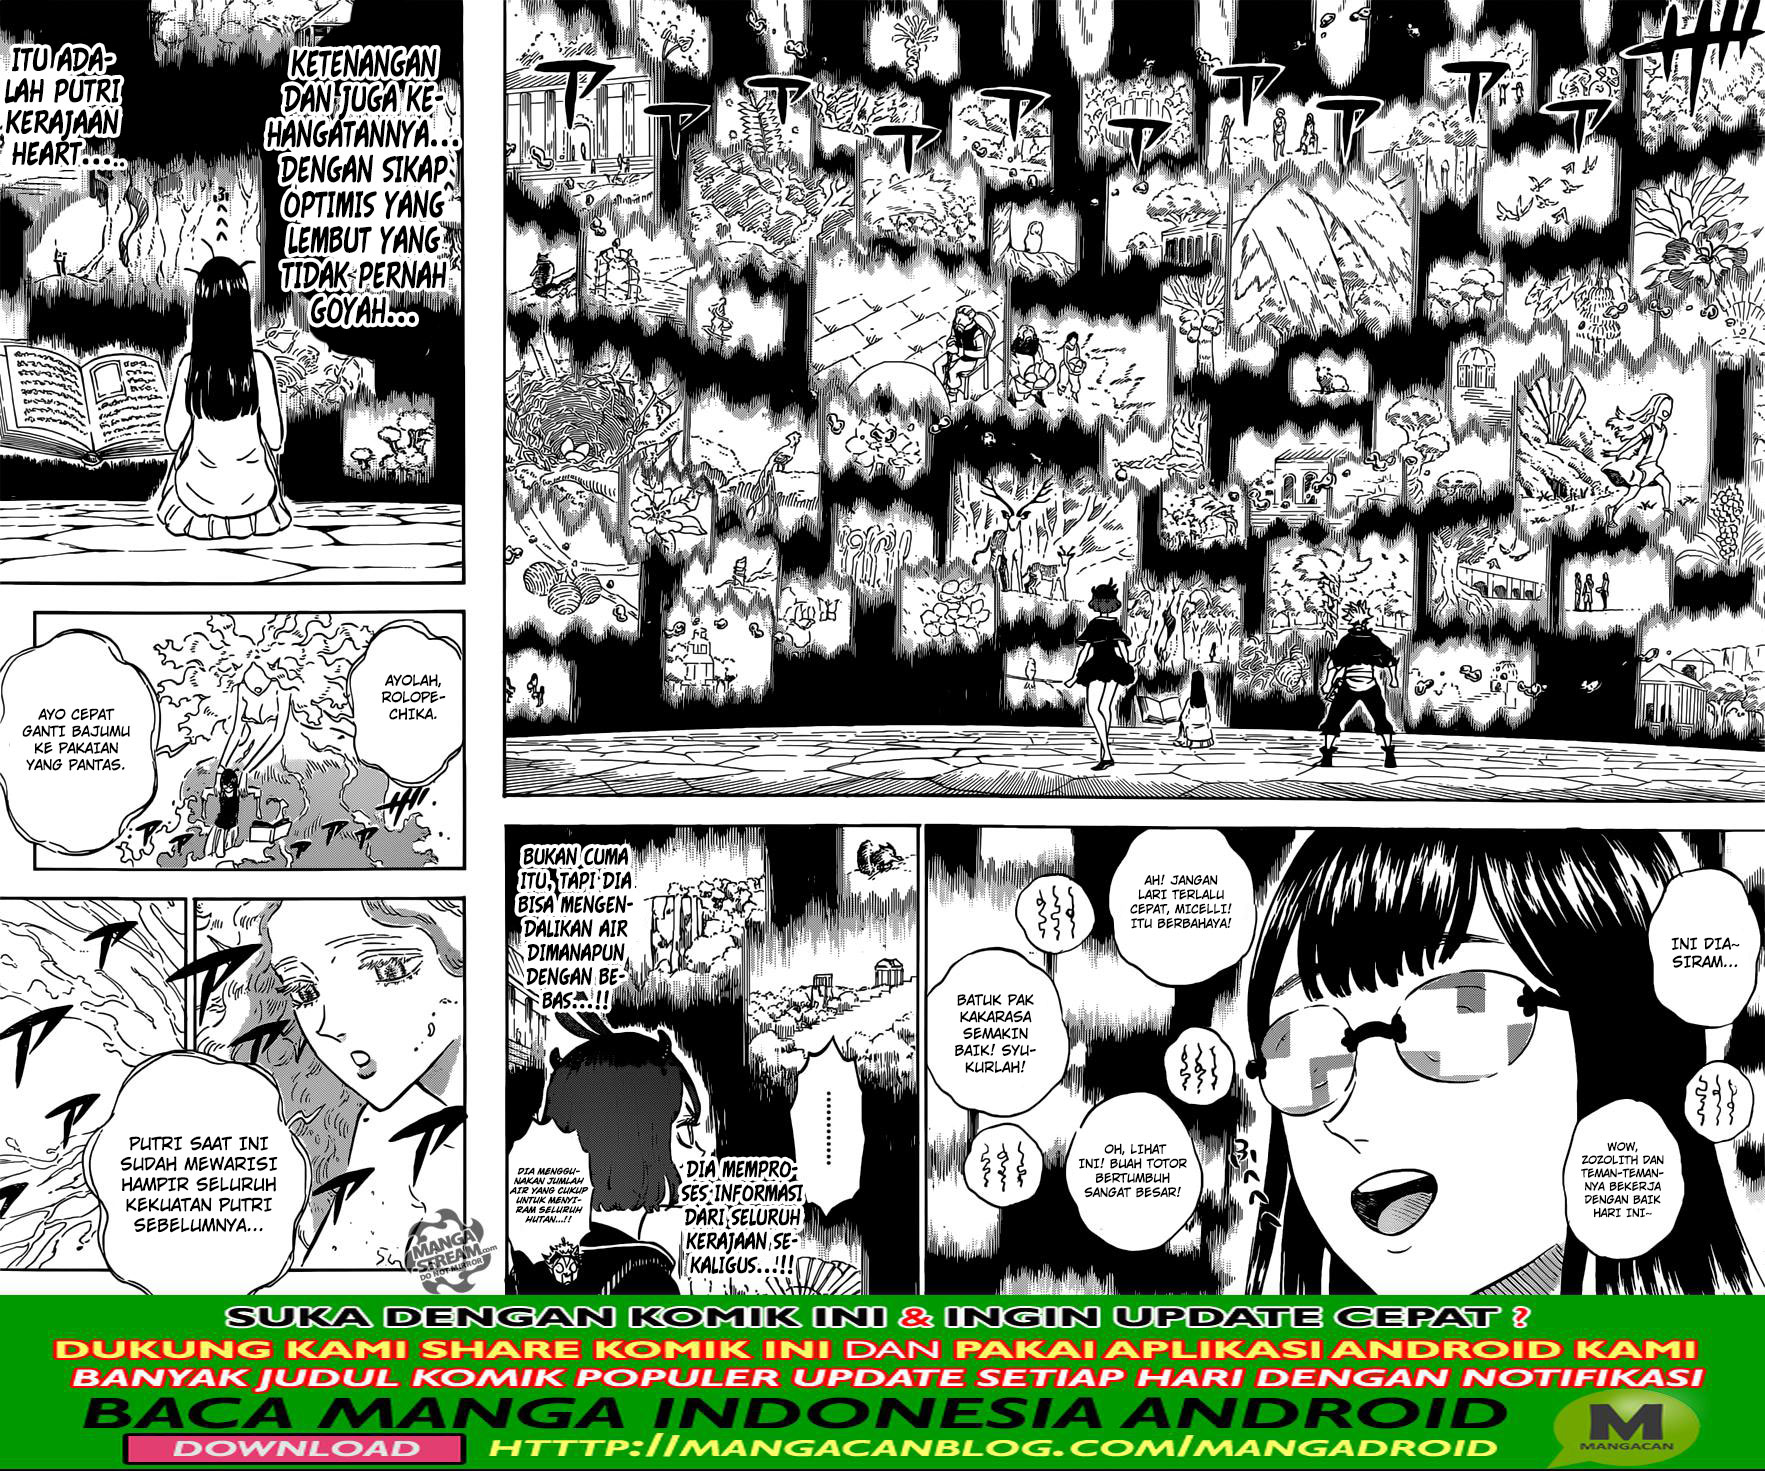 INI DIA~
SIRAM...
WOW,
ZOZOLITH DAN
TEMAN-TEMAN-
NYA BEKERJA
DENGAN BAIK
HARI INI~
AH! JANGAN
LARI TERLALU
CEPAT, MICELLI!
ITU BERBAHAYA!
BATUK PAK
KAKARASA
SEMAKIN
BAIK! SYU-
KURLAH!
OH, LIHAT
INI! BUAH TOTOR
BERTUMBUH
SANGAT BESAR!
...........
DIA MEMPRO-
SES INFORMASI
DARI SELURUH
KERAJAAN SE-
KALIGUS...!!!
BUKAN CUMA
ITU, TAPI DIA
BISA MENGEN-
DALIKAN AIR
DIMANAPUN
DENGAN BE-
BAS...!!
DIA MENGGU-
NAKAN JUMLAH
AIR YANG CUKUP
UNTUK MENYI-
RAM SELURUH
HUTAN...!!
KETENANGAN
DAN JUGA KE-
HANGATANNYA...
DENGAN SIKAP
OPTIMIS YANG
LEMBUT YANG
TIDAK PERNAH
GOYAH...
ITU ADA-
LAH PUTRI
KERAJAAN
HEART.....
AYOLAH,
ROLOPE-
CHIKA.
AYO CEPAT
GANTI BAJUMU
KE PAKAIAN
YANG PANTAS.
PUTRI SAAT INI
SUDAH MEWARISI
HAMPIR SELURUH
KEKUATAN PUTRI
SEBELUMNYA...
MANGA
STREAM.com
DO NOT MIRROR
SUKA DENGAN KOMIK INI & INGIN UPDATE CEPAT ?
DUKUNG KAMI SHARE KOMIK INI DAN PAKAI APLIKASI ANDROID KAMI
BANYAK JUDUL KOMIK POPULER UPDATE SETIAP HARI DENGAN NOTIFIKASI
BACA MANGA INDONESIA ANDROID
DOWNLOAD HTTTP://MANGACANBLOG.COM/MANGADROID
M
MANGACAN